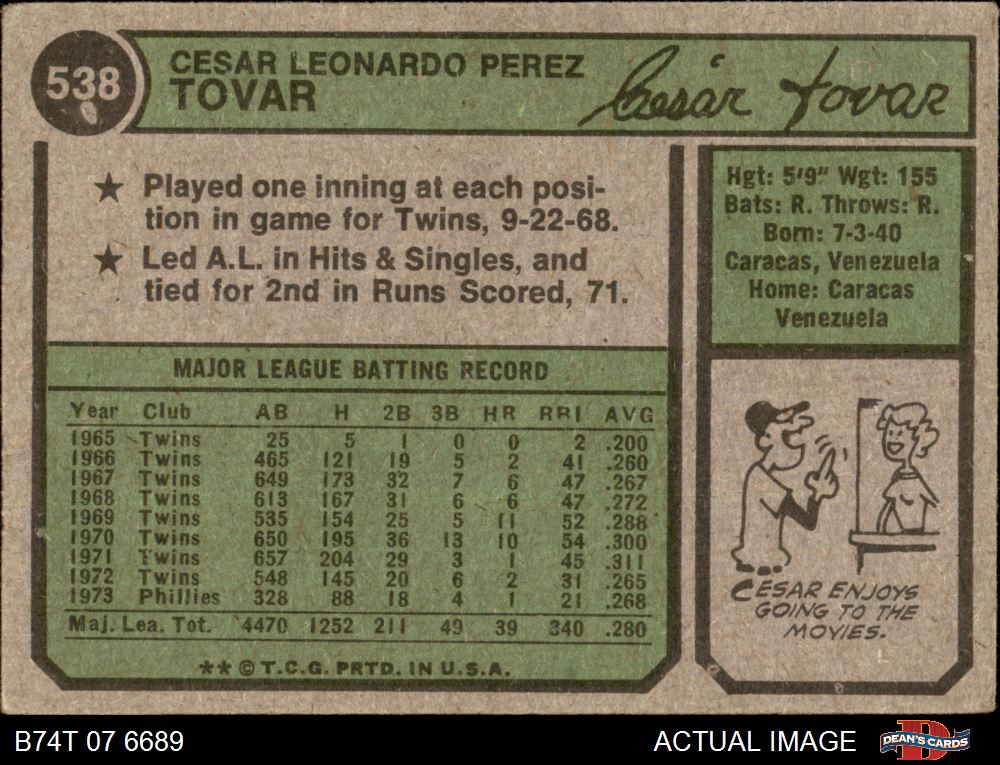 538
CESAR LEONARDO PEREZ
TOVAR
Cesár Tovar
★ Played one inning at each posi-
tion in game for Twins, 9-22-68.
★ Led A.L. in Hits & Singles, and
tied for 2nd in Runs Scored, 71.
Hgt: 5'9" Wgt: 155
Bats: R. Throws: R.
Born: 7-3-40
Caracas, Venezuela
Home: Caracas
Venezuela
MAJOR LEAGUE BATTING RECORD
Year Club AB H 2B 3B HR RBI AVG
1965 Twins 25 5 1 0 0 2 .200
1966 Twins 465 121 19 5 2 41 .260
1967 Twins 649 173 32 7 6 47 .267
1968 Twins 613 167 31 6 6 47 .272
1969 Twins 535 154 25 5 11 52 .288
1970 Twins 650 195 36 13 10 54 .300
1971 Twins 657 204 29 3 1 45 .311
1972 Twins 548 145 20 6 2 31 .265
1973 Phillies 328 88 18 4 1 21 .268
Maj. Lea. Tot. 4470 1252 211 49 39 340 .280
** © T.C.G. PRTD. IN U.S.A.
CESAR ENJOYS
GOING TO THE
MOVIES.
B74T 07 6689
ACTUAL IMAGE
DEAN'S CARDS